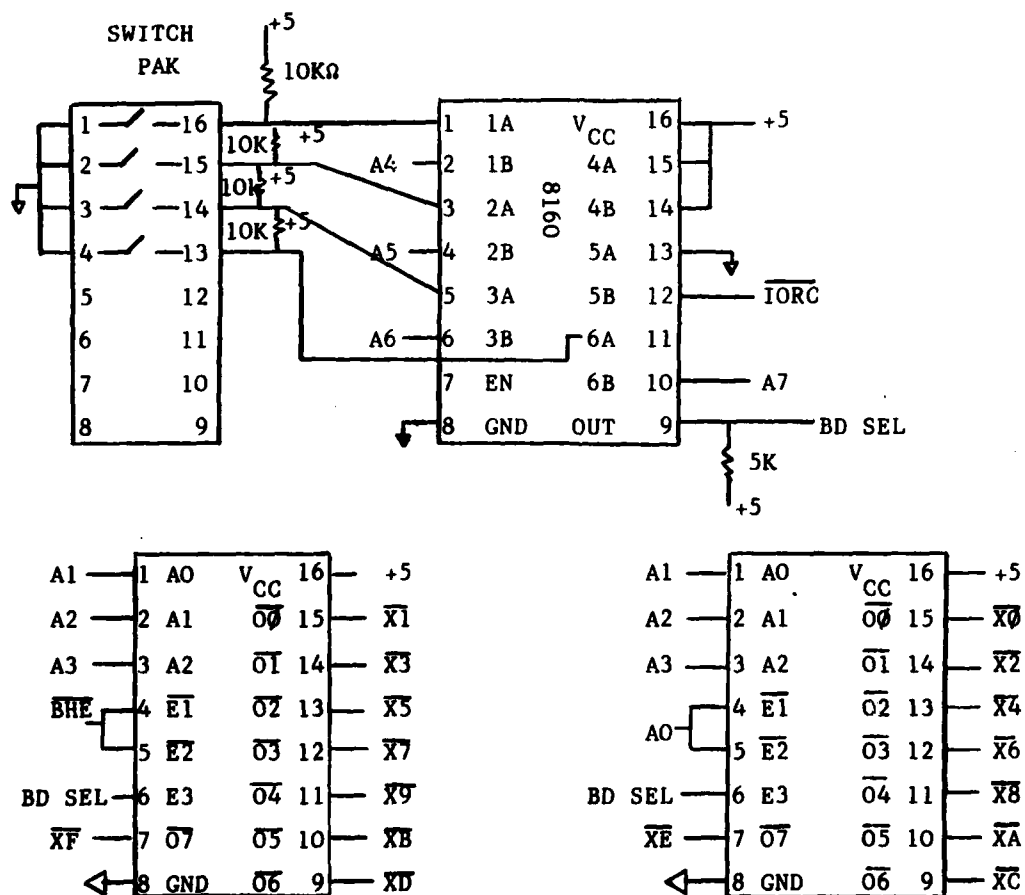 SWITCH
PAK
+5
10KΩ
1 16
2 15
3 14
4 13
5 12
6 11
7 10
8 9
10K +5
10K +5
10K +5
A4
A5
A6
8160
1 1A VCC 16 +5
2 1B 4A 15
3 2A 4B 14
4 2B 5A 13
5 3A 5B 12 IORC
6 3B 6A 11
7 EN 6B 10 A7
8 GND OUT 9 BD SEL
5K
+5
A1 1 A0 VCC 16 +5
A2 2 A1 O0 15 X1
A3 3 A2 O1 14 X3
BHE 4 E1 O2 13 X5
5 E2 O3 12 X7
BD SEL 6 E3 O4 11 X9
XF 7 O7 O5 10 XB
8 GND O6 9 XD
A1 1 A0 VCC 16 +5
A2 2 A1 O0 15 X0
A3 3 A2 O1 14 X2
A0 4 E1 O2 13 X4
5 E2 O3 12 X6
BD SEL 6 E3 O4 11 X8
XE 7 O7 O5 10 XA
8 GND O6 9 XC